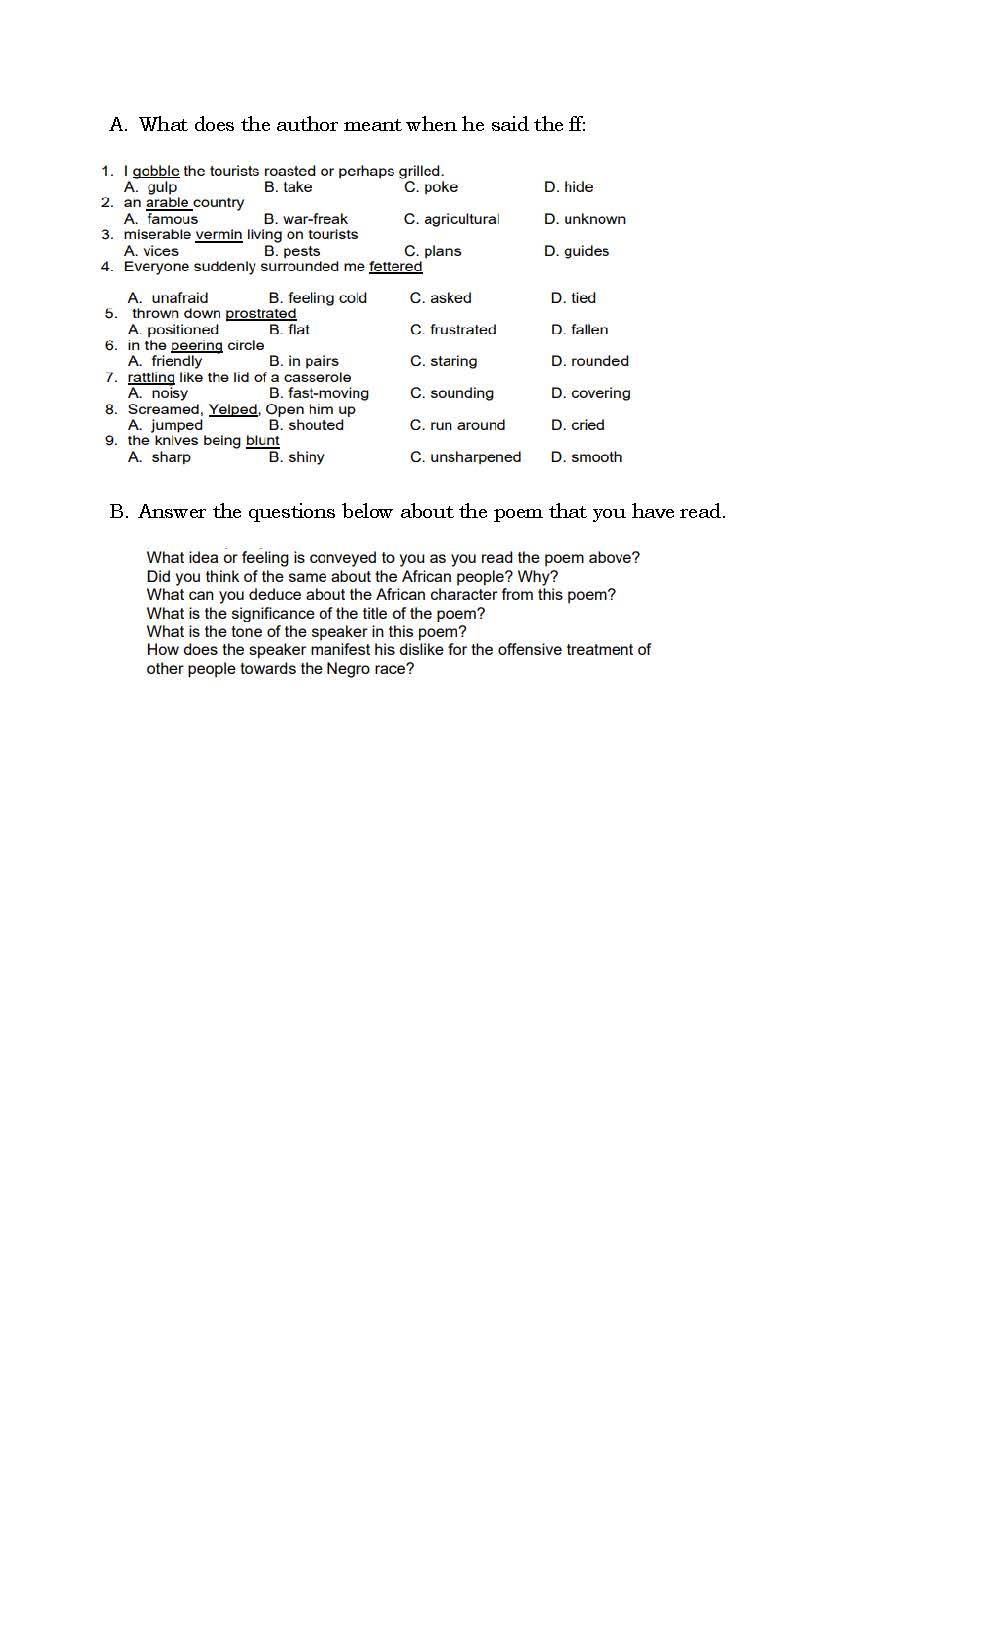 A. What does the author meant when he said the ff:
1. I gobble the tourists roasted or perhaps grilled.
A. gulp B. take C. poke D. hide
2. an arable country
A. famous B. war-freak C. agricultural D. unknown
3. miserable vermin living on tourists
A. vices B. pests C. plans D. guides
4. Everyone suddenly surrounded me fettered
A. unafraid B. feeling cold C. asked D. tied
5. thrown down prostrated
A. positioned B. flat C. frustrated D. fallen
6. in the peering circle
A. friendly B. in pairs C. staring D. rounded
7. rattling like the lid of a casserole
A. noisy B. fast-moving C. sounding D. covering
8. Screamed, Yelped, Open him up
A. jumped B. shouted C. run around D. cried
9. the knives being blunt
A. sharp B. shiny C. unsharpened D. smooth
B. Answer the questions below about the poem that you have read.
What idea or feeling is conveyed to you as you read the poem above?
Did you think of the same about the African people? Why?
What can you deduce about the African character from this poem?
What is the significance of the title of the poem?
What is the tone of the speaker in this poem?
How does the speaker manifest his dislike for the offensive treatment of
other people towards the Negro race?